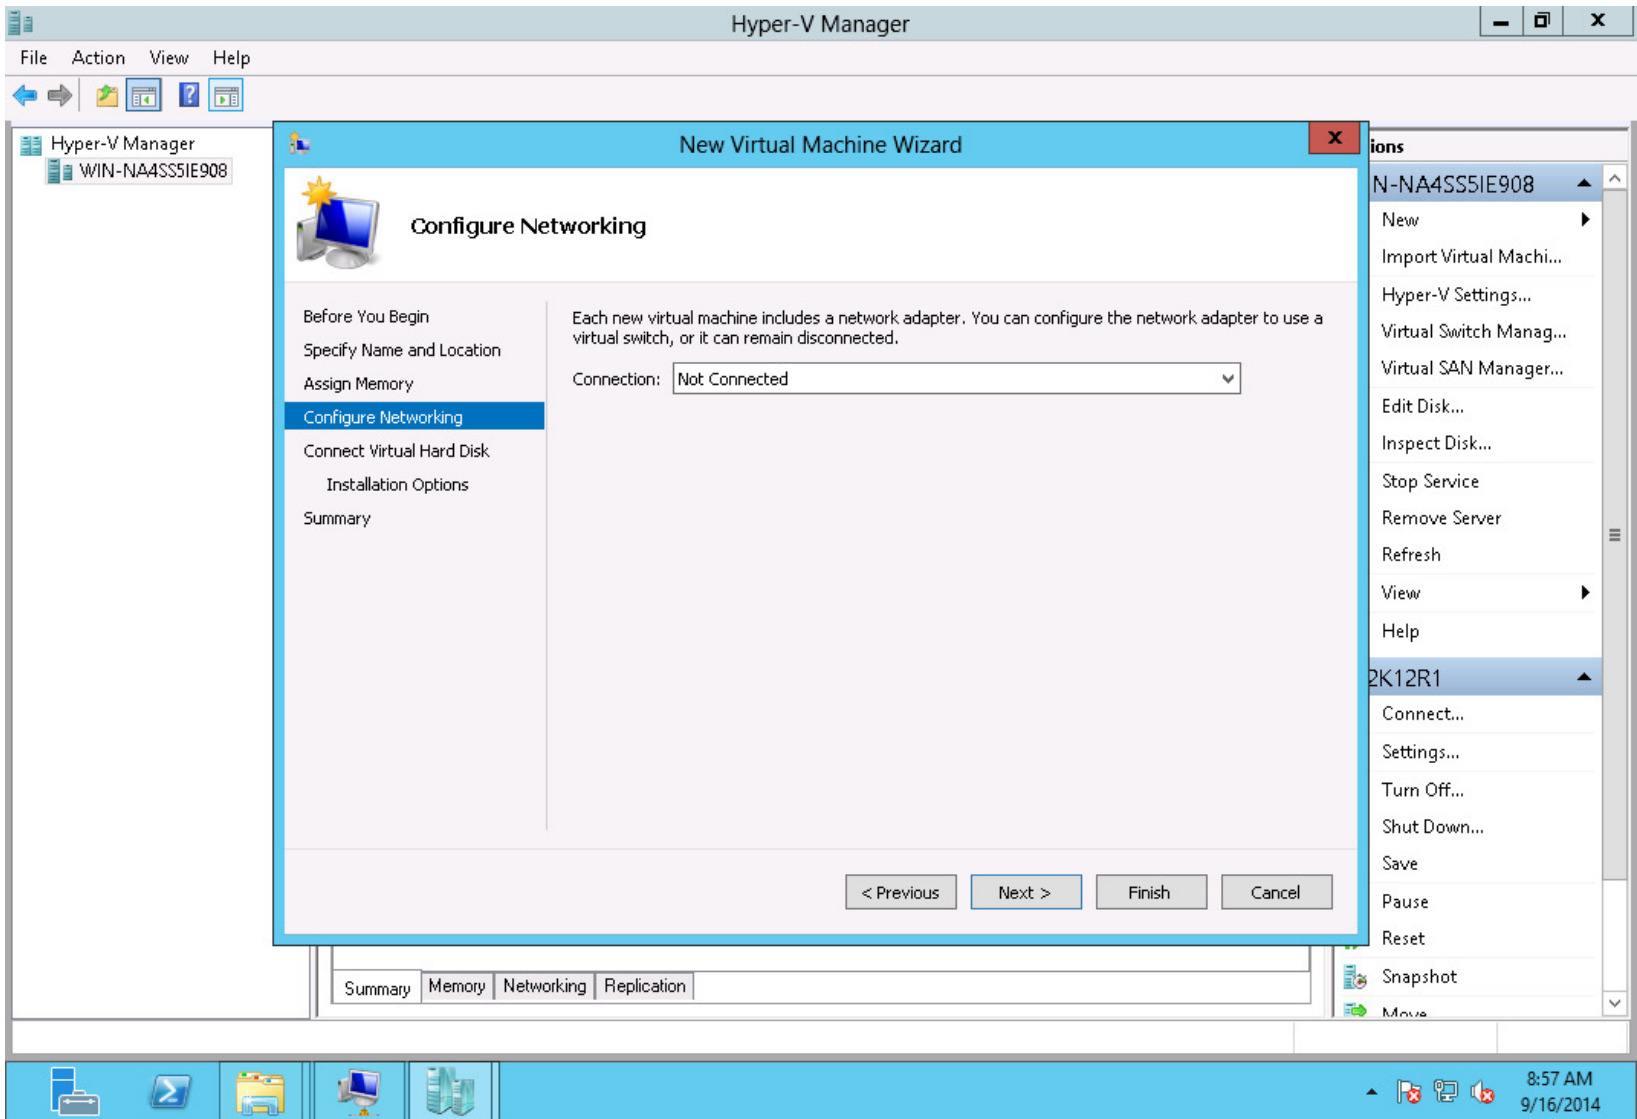 Hyper-V Manager
File Action View Help
Hyper-V Manager
WIN-NA4SS5IE908
New Virtual Machine Wizard
Configure Networking
Before You Begin
Specify Name and Location
Assign Memory
Configure Networking
Connect Virtual Hard Disk
Installation Options
Summary
Each new virtual machine includes a network adapter. You can configure the network adapter to use a
virtual switch, or it can remain disconnected.
Connection: Not Connected
< Previous Next > Finish Cancel
Summary Memory Networking Replication
ions
N-NA4SS5IE908
New
Import Virtual Machi...
Hyper-V Settings...
Virtual Switch Manag...
Virtual SAN Manager...
Edit Disk...
Inspect Disk...
Stop Service
Remove Server
Refresh
View
Help
2K12R1
Connect...
Settings...
Turn Off...
Shut Down...
Save
Pause
Reset
Snapshot
Move
8:57 AM
9/16/2014